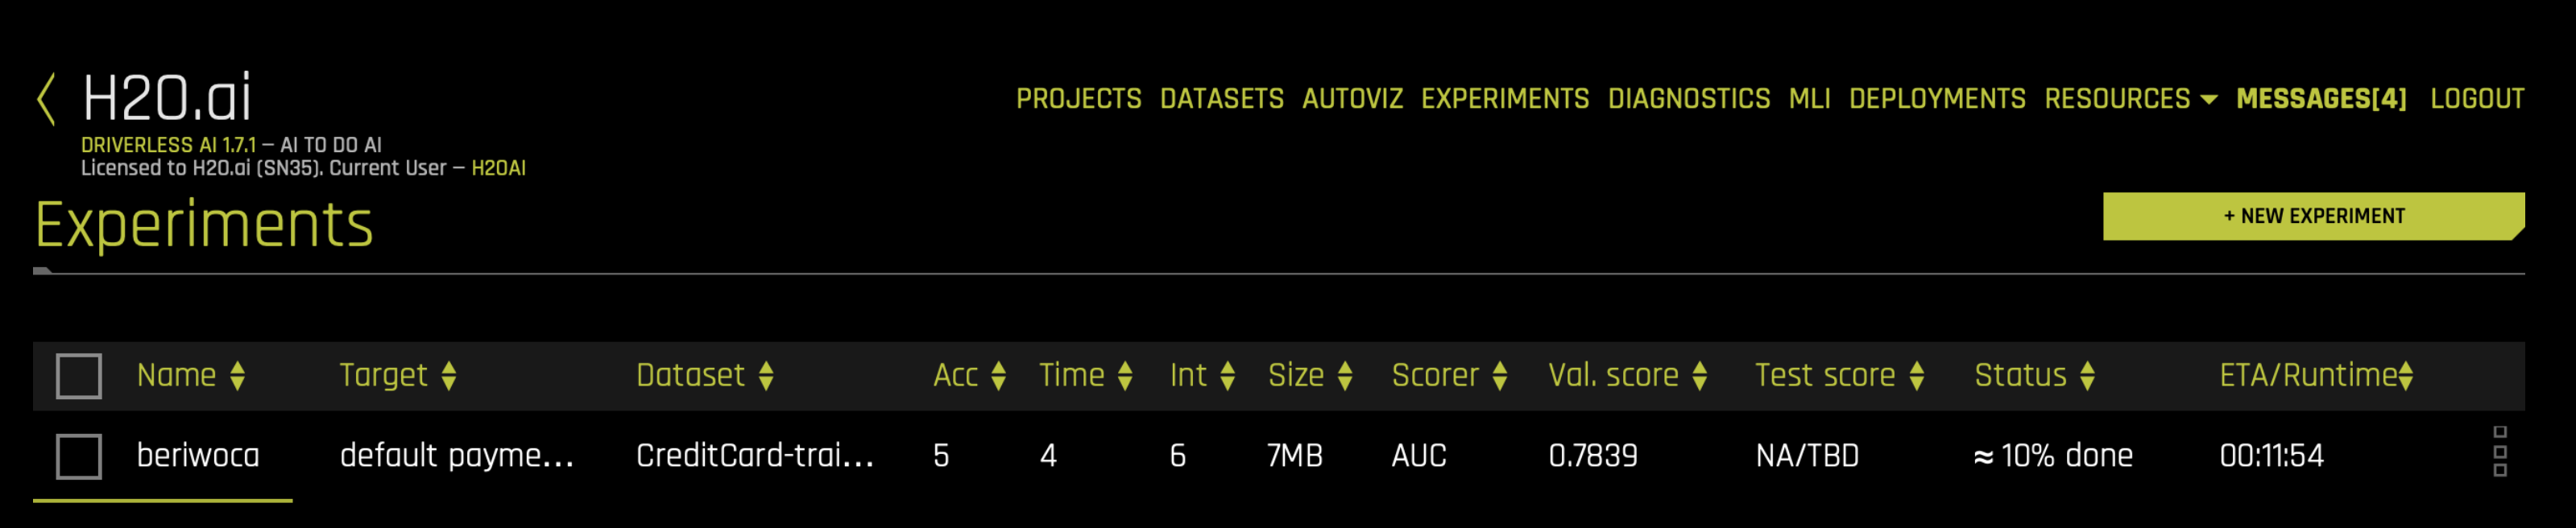 H2O.ai
PROJECTS DATASETS AUTOVIZ EXPERIMENTS DIAGNOSTICS MLI DEPLOYMENTS RESOURCES MESSAGES[4] LOGOUT
DRIVERLESS AI 1.7.1 – AI TO DO AI
Licensed to H2O.ai (SN35). Current User – H2OAI
Experiments
+ NEW EXPERIMENT
Name Target Dataset Acc Time Int Size Scorer Val. score Test score Status ETA/Runtime
beriwoca default payme... CreditCard-trai... 5 4 6 7MB AUC 0.7839 NA/TBD ≈ 10% done 00:11:54